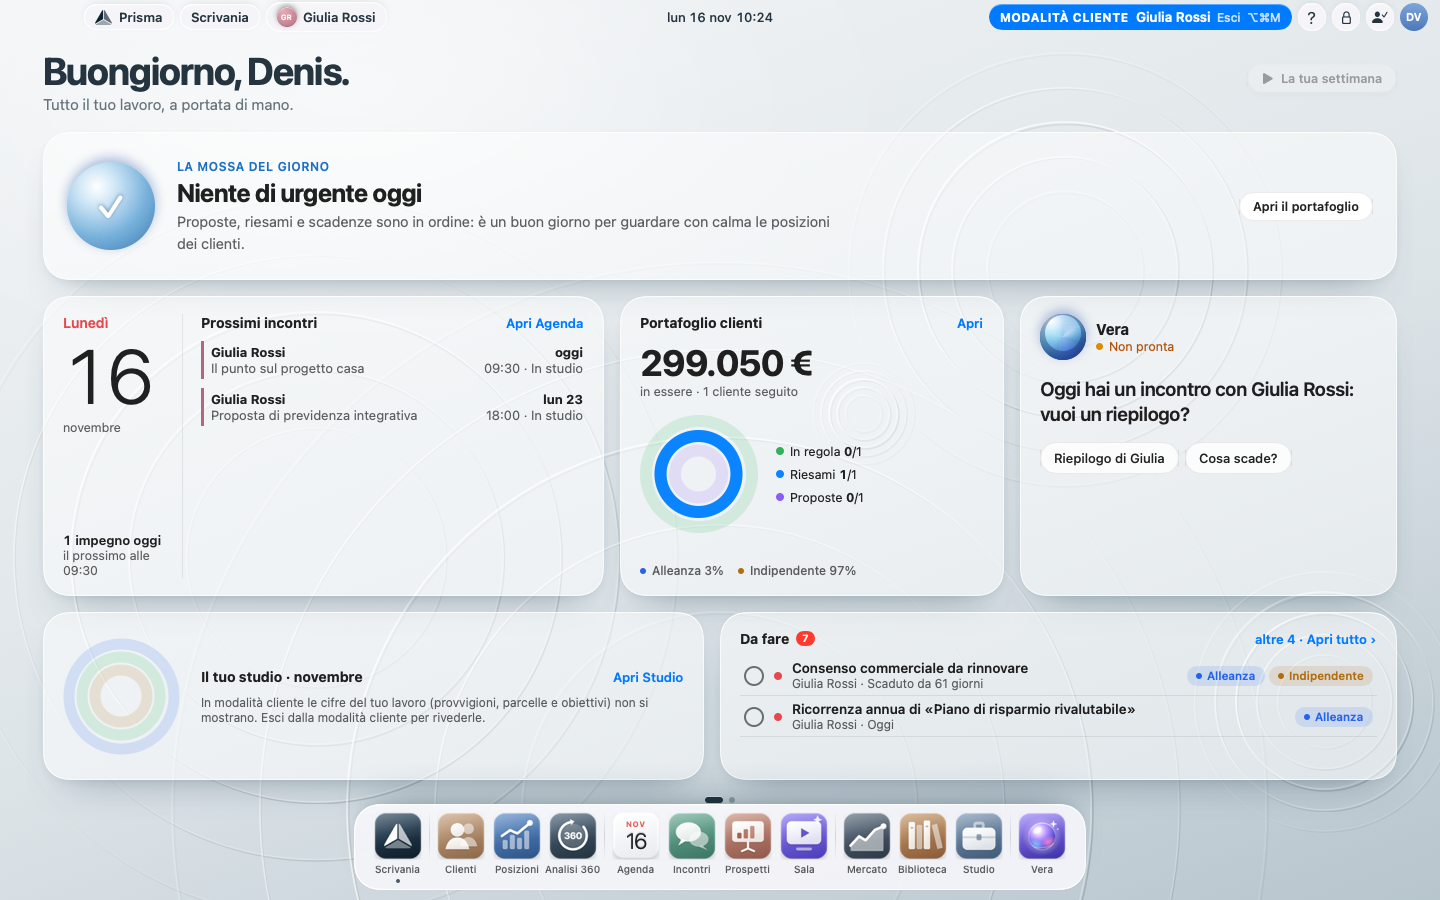 Prisma
Scrivania
GR Giulia Rossi
lun 16 nov 10:24
MODALITÀ CLIENTE Giulia Rossi Esci ⌥⌘M
?
DV
Buongiorno, Denis.
Tutto il tuo lavoro, a portata di mano.
La tua settimana
LA MOSSA DEL GIORNO
Niente di urgente oggi
Proposte, riesami e scadenze sono in ordine: è un buon giorno per guardare con calma le posizioni
dei clienti.
Apri il portafoglio
Lunedì
16
novembre
1 impegno oggi
il prossimo alle
09:30
Prossimi incontri
Apri Agenda
Giulia Rossi oggi
Il punto sul progetto casa 09:30 · In studio
Giulia Rossi lun 23
Proposta di previdenza integrativa 18:00 · In studio
Portafoglio clienti
Apri
299.050 €
in essere · 1 cliente seguito
In regola 0/1
Riesami 1/1
Proposte 0/1
Alleanza 3% Indipendente 97%
Vera
Non pronta
Oggi hai un incontro con Giulia Rossi:
vuoi un riepilogo?
Riepilogo di Giulia
Cosa scade?
Il tuo studio · novembre
Apri Studio
In modalità cliente le cifre del tuo lavoro (provvigioni, parcelle e obiettivi) non si
mostrano. Esci dalla modalità cliente per rivederle.
Da fare 7
altre 4 · Apri tutto ›
Consenso commerciale da rinnovare
Giulia Rossi · Scaduto da 61 giorni
Alleanza Indipendente
Ricorrenza annua di «Piano di risparmio rivalutabile»
Giulia Rossi · Oggi
Alleanza
360
NOV
16
Scrivania Clienti Posizioni Analisi 360 Agenda Incontri Prospetti Sala Mercato Biblioteca Studio Vera